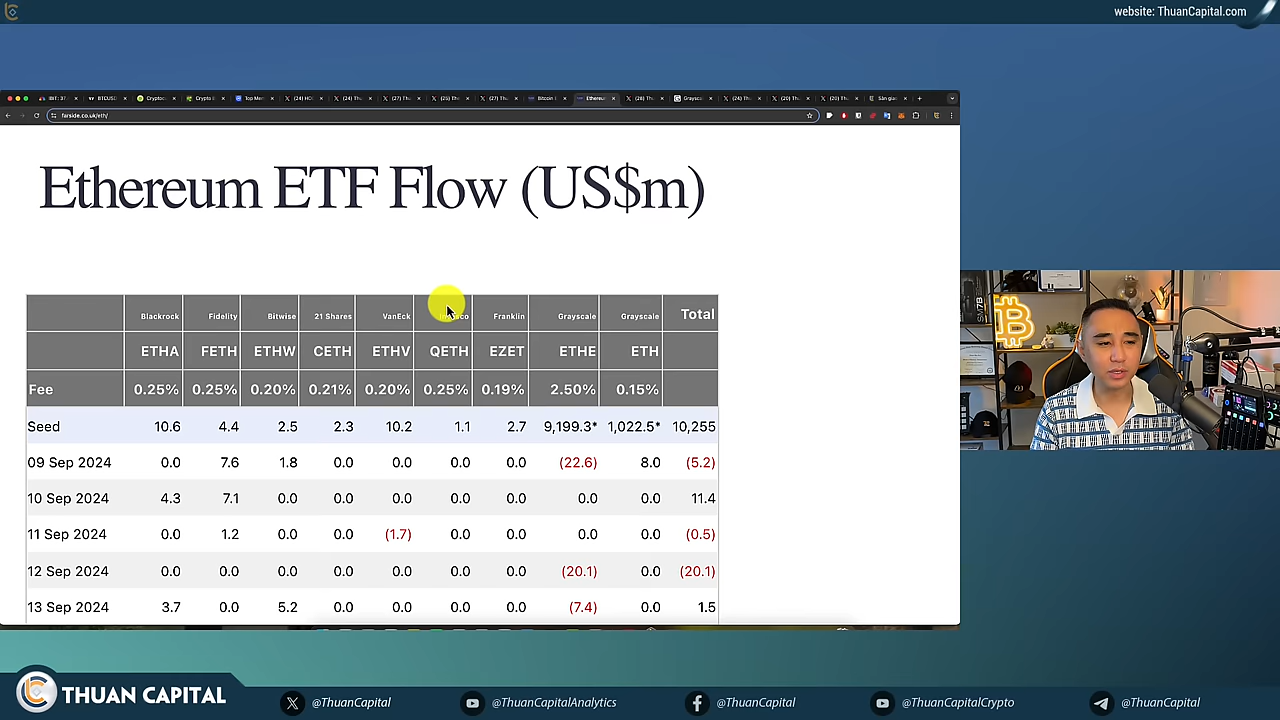 website: ThuanCapital.com
farside.co.uk/eth/
Ethereum ETF Flow (US$m)
Blackrock Fidelity Bitwise 21 Shares VanEck Franklin Grayscale Grayscale Total
ETHA FETH ETHW CETH ETHV QETH EZET ETHE ETH
Fee 0.25% 0.25% 0.20% 0.21% 0.20% 0.25% 0.19% 2.50% 0.15%
Seed 10.6 4.4 2.5 2.3 10.2 1.1 2.7 9,199.3* 1,022.5* 10,255
09 Sep 2024 0.0 7.6 1.8 0.0 0.0 0.0 0.0 (22.6) 8.0 (5.2)
10 Sep 2024 4.3 7.1 0.0 0.0 0.0 0.0 0.0 0.0 0.0 11.4
11 Sep 2024 0.0 1.2 0.0 0.0 (1.7) 0.0 0.0 0.0 0.0 (0.5)
12 Sep 2024 0.0 0.0 0.0 0.0 0.0 0.0 0.0 (20.1) 0.0 (20.1)
13 Sep 2024 3.7 0.0 5.2 0.0 0.0 0.0 0.0 (7.4) 0.0 1.5
THUAN CAPITAL
@ThuanCapital
@ThuanCapitalAnalytics
@ThuanCapital
@ThuanCapitalCrypto
@ThuanCapital